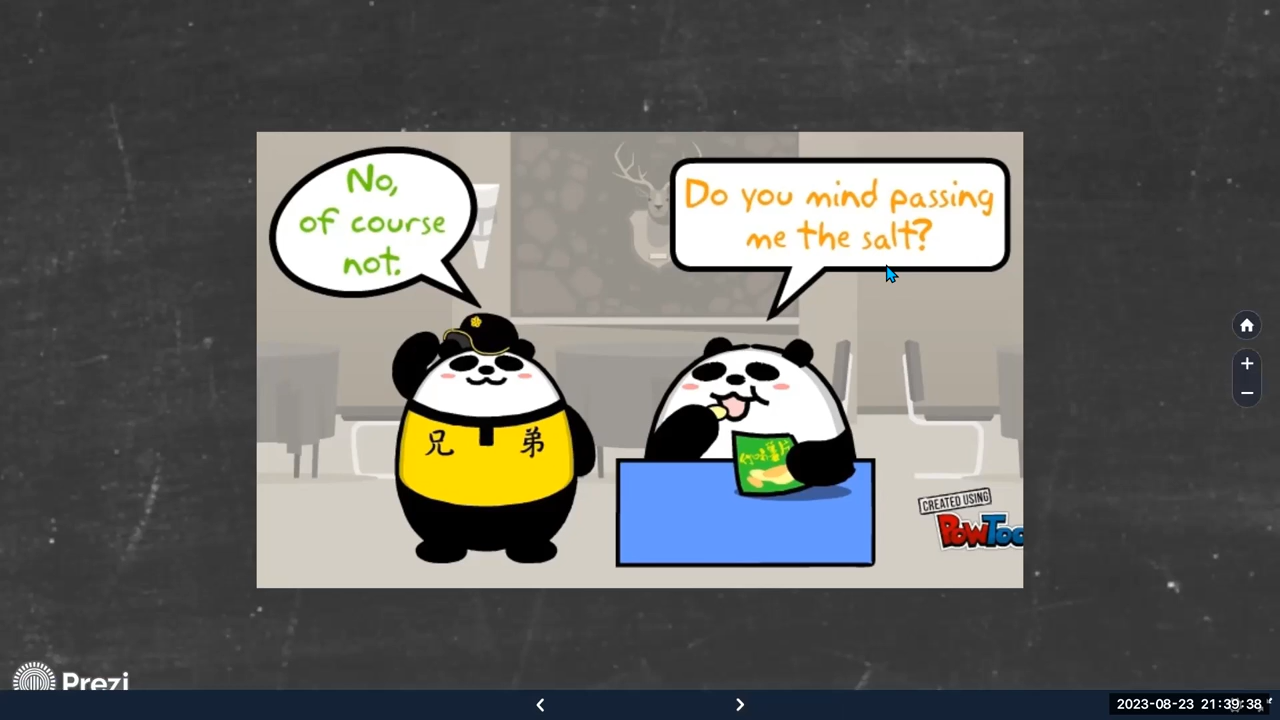 No,
of course
not.
Do you mind passing
me the salt?
兄 弟
CREATED USING
PowToo
Prezi
2023-08-23 21:39:38